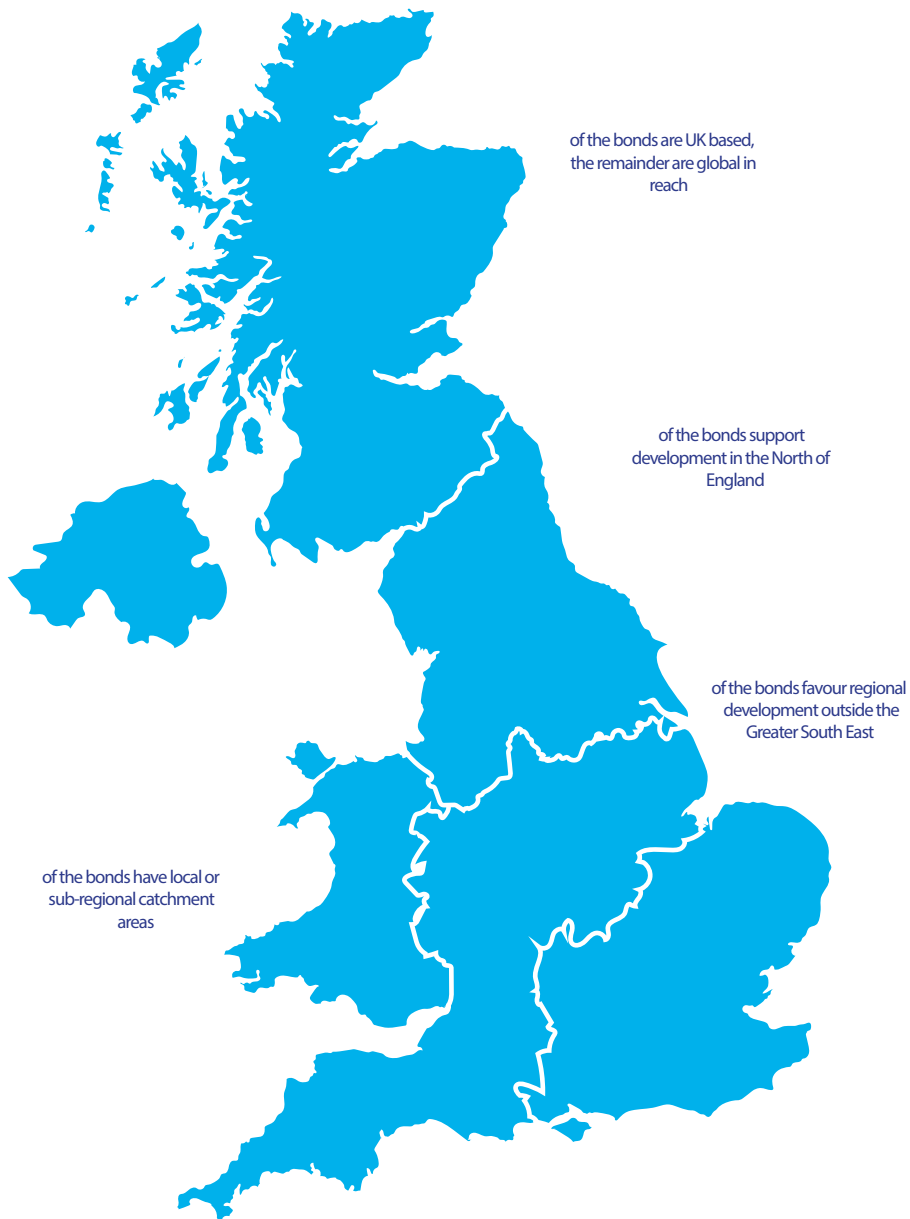 of the bonds are UK based,
the remainder are global in
reach
of the bonds support
development in the North of
England
of the bonds favour regional
development outside the
Greater South East
of the bonds have local or
sub-regional catchment
areas